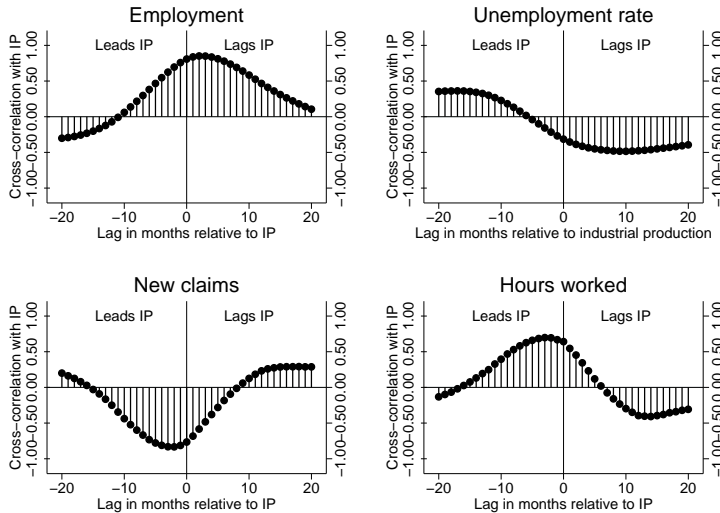 Employment
Cross-correlation with IP
−1.00−0.50 0.00 0.50 1.00
Leads IP
Lags IP
−1.00−0.50 0.00 0.50 1.00
−20 −10 0 10 20
Lag in months relative to IP
Unemployment rate
Cross-correlation with IP
−1.00−0.50 0.00 0.50 1.00
Leads IP
Lags IP
−1.00−0.50 0.00 0.50 1.00
−20 −10 0 10 20
Lag in months relative to industrial production
New claims
Cross-correlation with IP
−1.00−0.50 0.00 0.50 1.00
Leads IP
Lags IP
−1.00−0.50 0.00 0.50 1.00
−20 −10 0 10 20
Lag in months relative to IP
Hours worked
Cross-correlation with IP
−1.00−0.50 0.00 0.50 1.00
Leads IP
Lags IP
−1.00−0.50 0.00 0.50 1.00
−20 −10 0 10 20
Lag in months relative to IP